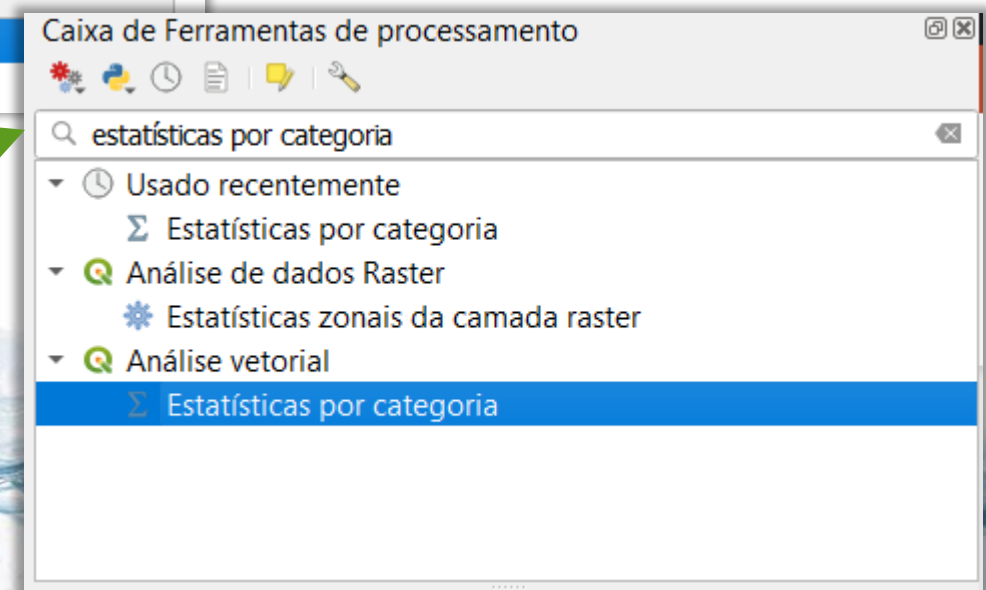 Caixa de Ferramentas de processamento
estatísticas por categoria
Usado recentemente
Estatísticas por categoria
Análise de dados Raster
Estatísticas zonais da camada raster
Análise vetorial
Estatísticas por categoria